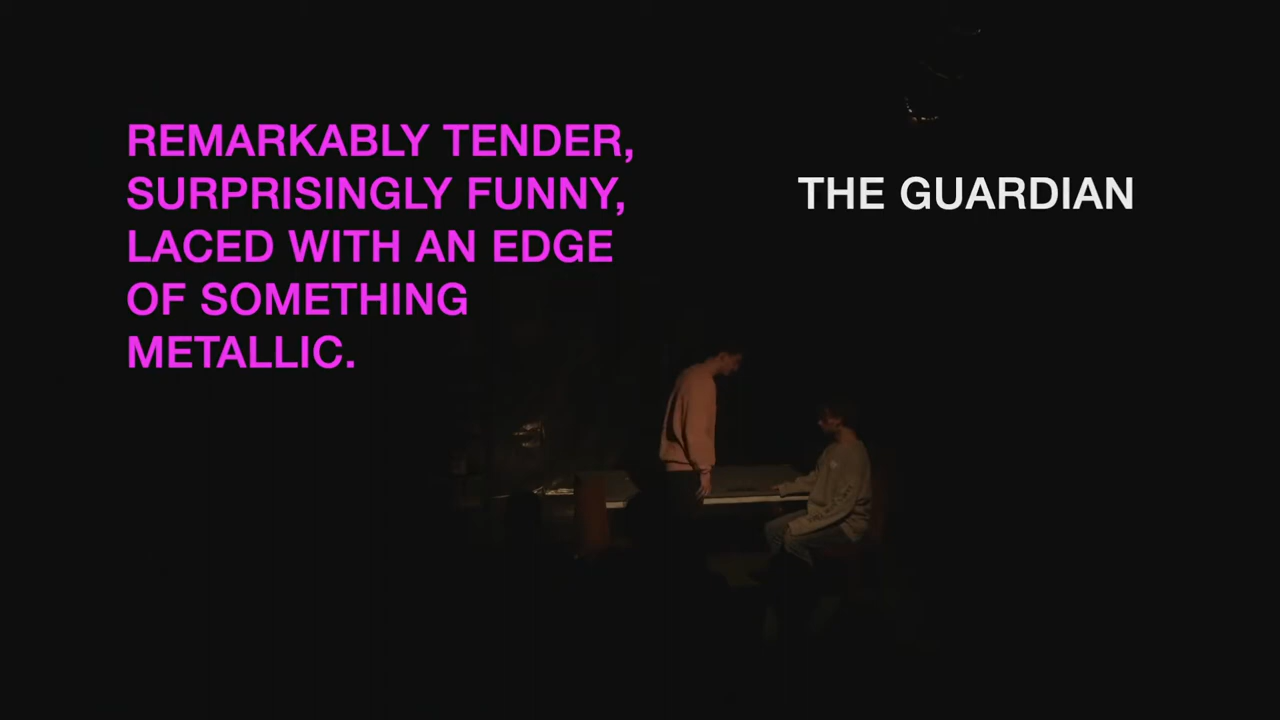 REMARKABLY TENDER,
SURPRISINGLY FUNNY,
LACED WITH AN EDGE
OF SOMETHING
METALLIC.
THE GUARDIAN